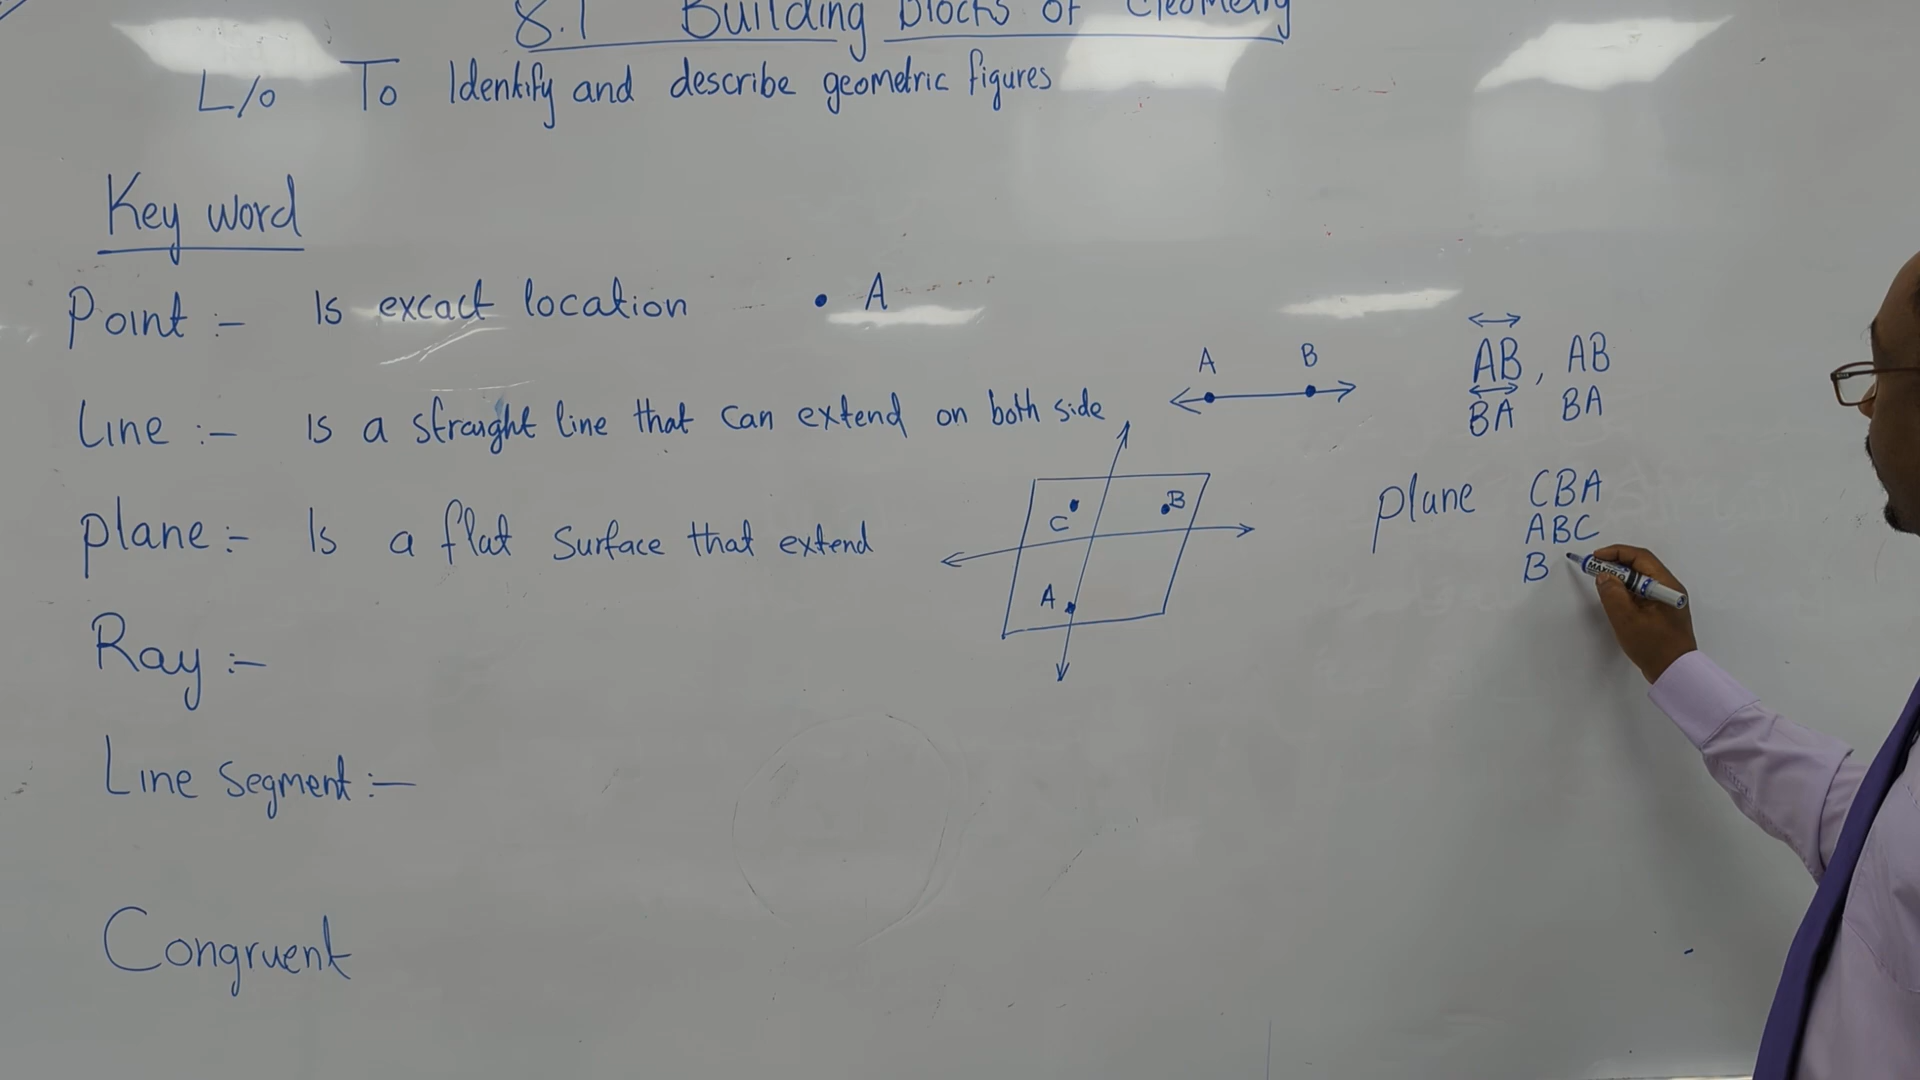 8.1 Building Blocks of Geometry
L/o To Identify and describe geometric figures
Key word
Point :- Is excact location • A
A B
AB, AB
BA BA
Line :- Is a straight line that can extend on both side
plane :- Is a flat surface that extend
C B
A
plane CBA
ABC
B
Ray :-
Line Segment :-
Congruent